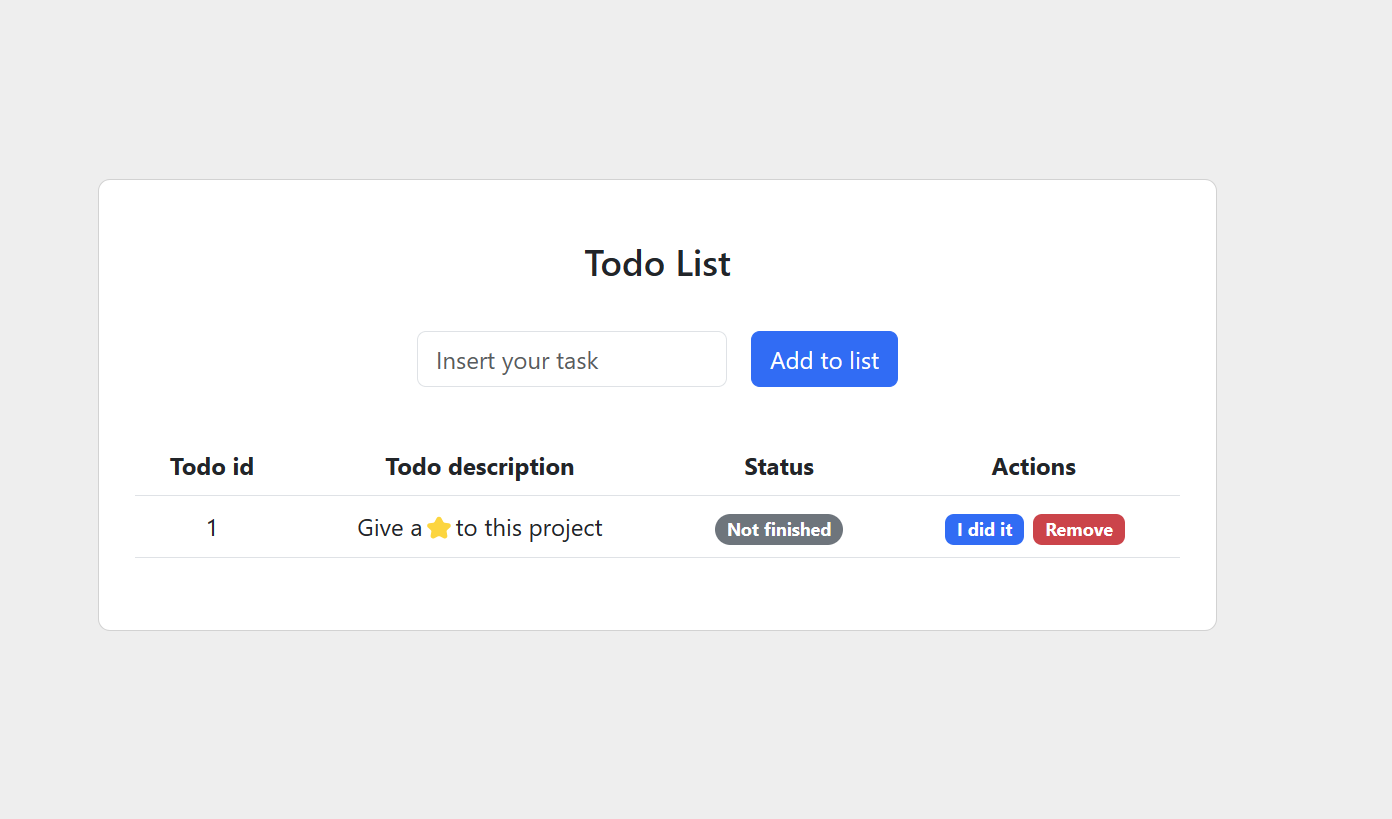 Todo List
Insert your task Add to list
Todo id Todo description Status Actions
1 Give a ⭐ to this project Not finished I did it Remove